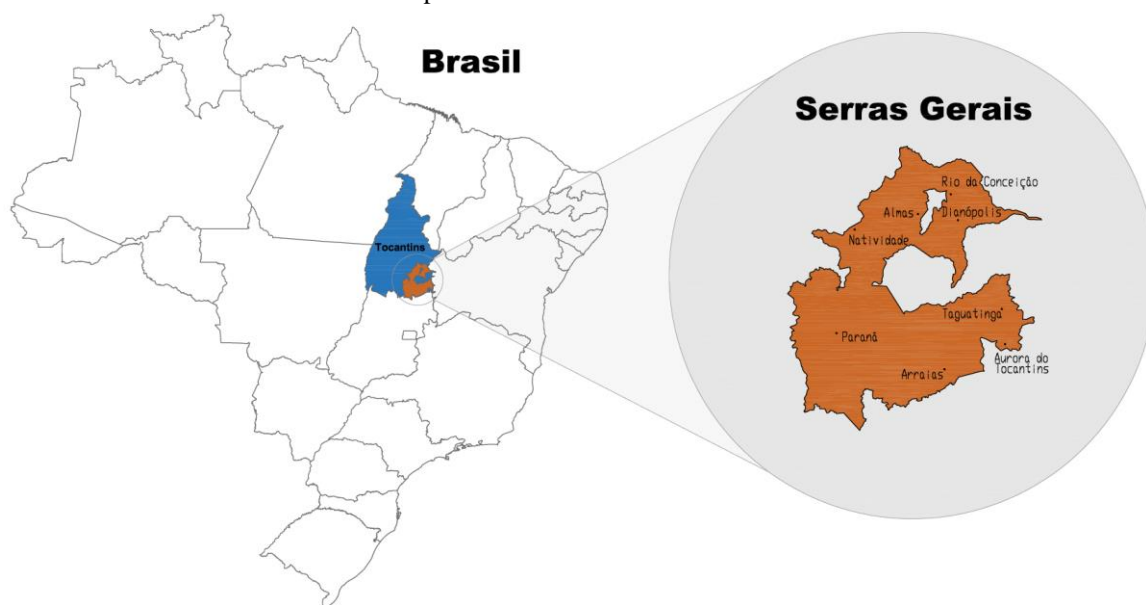 Brasil
Tocantins
Serras Gerais
Rio da Conceição
Almas
Dianópolis
Natividade
Taguatinga
Paranã
Aurora do
Tocantins
Arraias